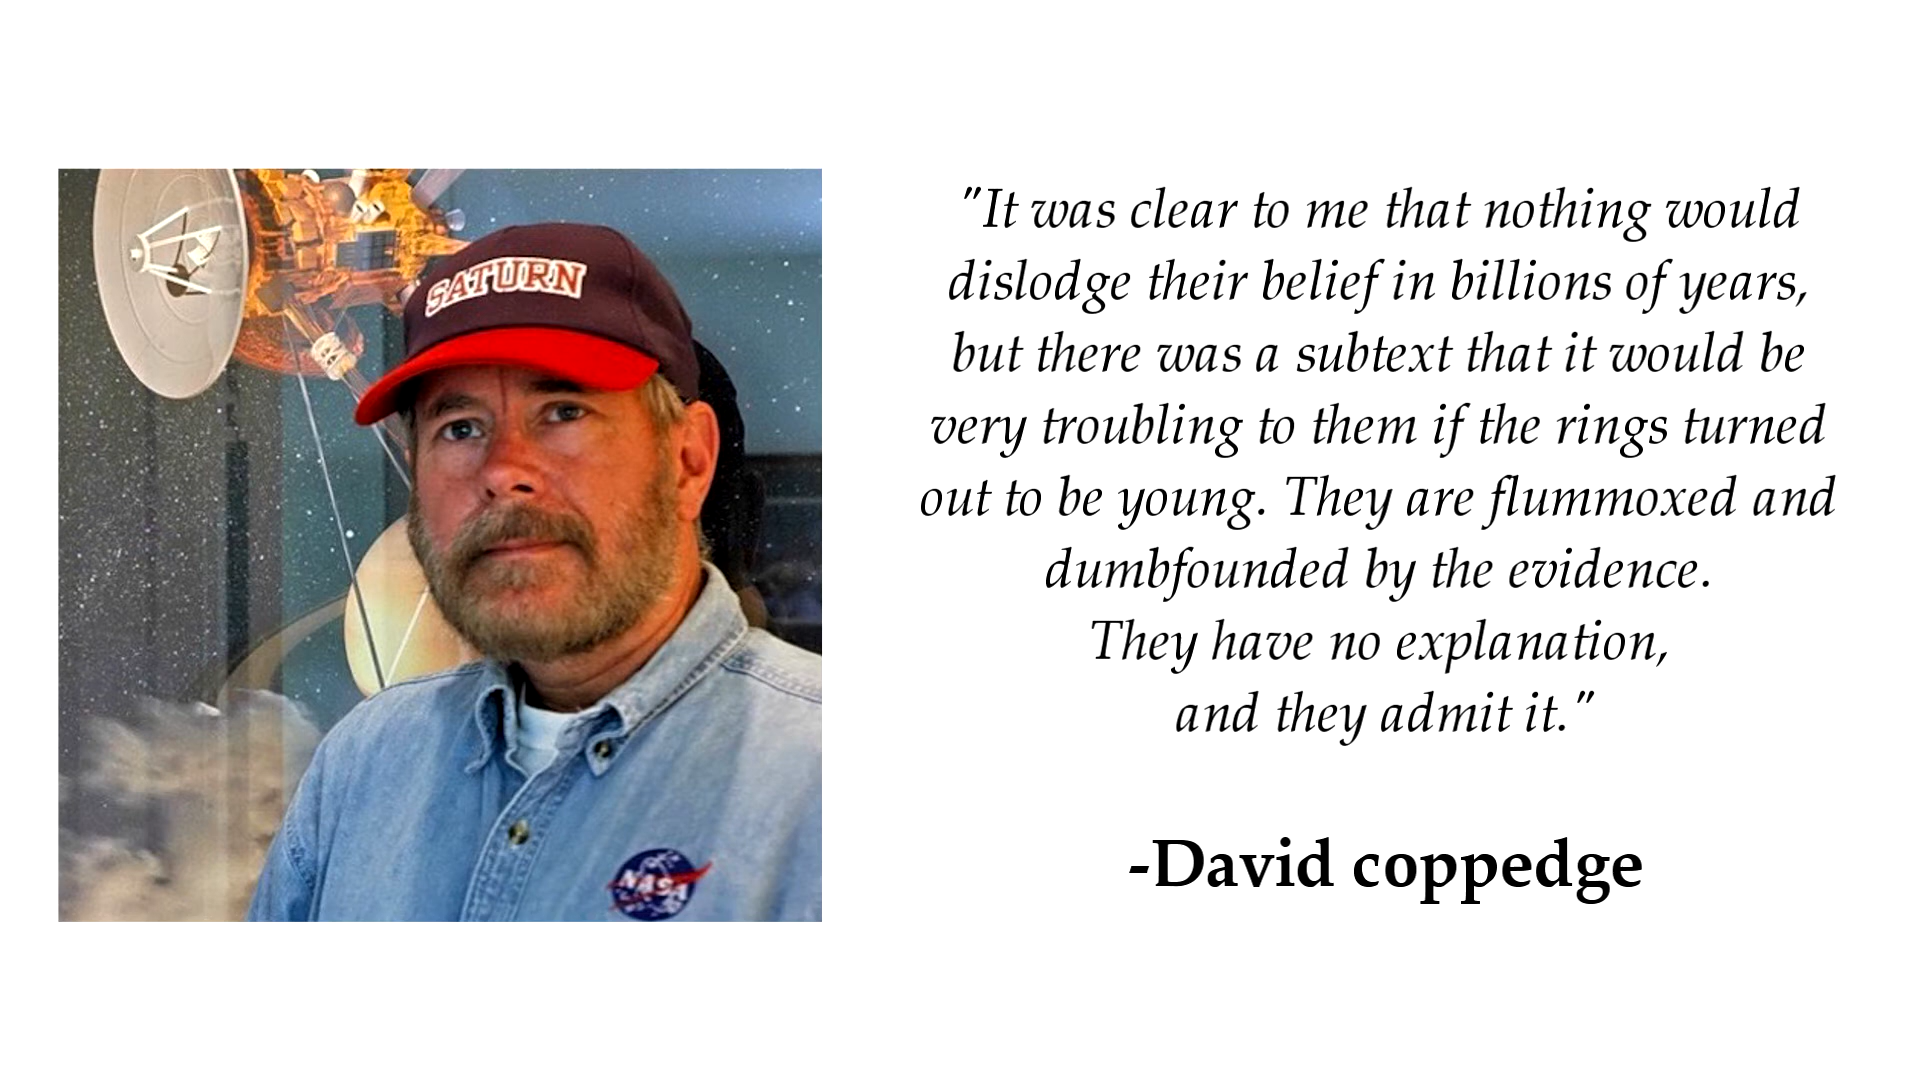 SATURN
NASA
"It was clear to me that nothing would
dislodge their belief in billions of years,
but there was a subtext that it would be
very troubling to them if the rings turned
out to be young. They are flummoxed and
dumbfounded by the evidence.
They have no explanation,
and they admit it."
-David coppedge